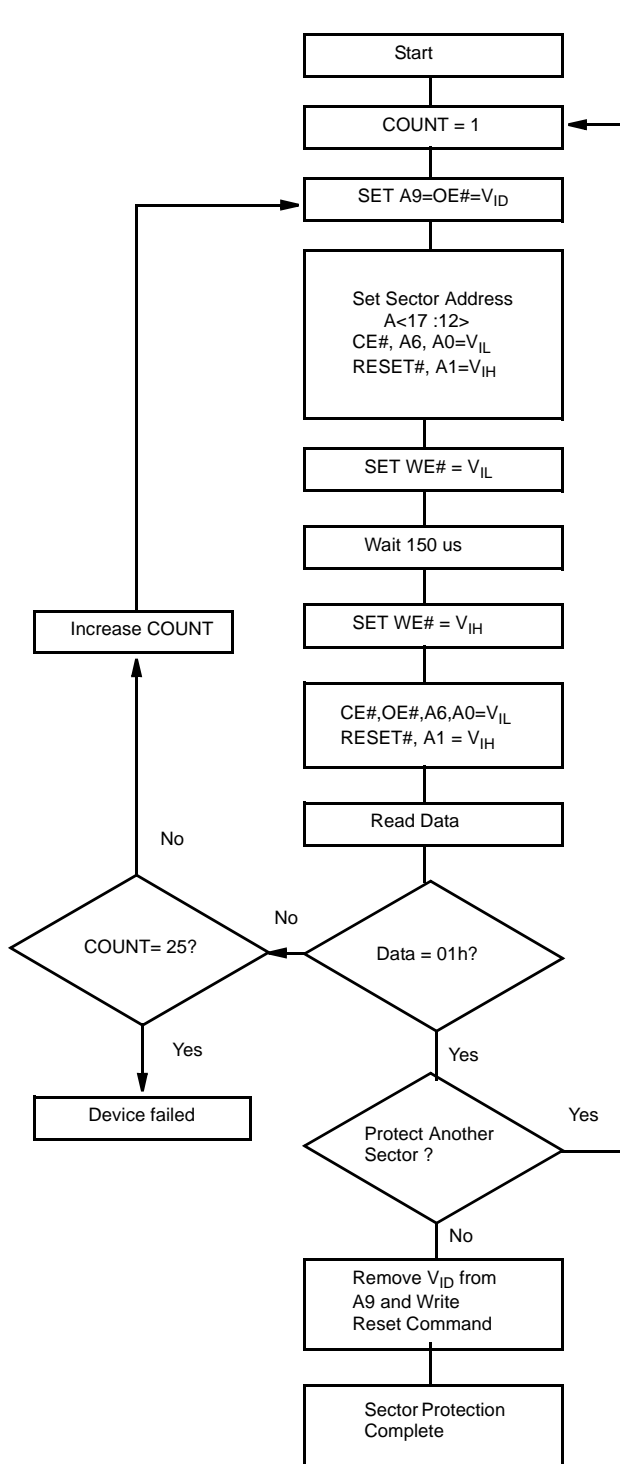 Start
COUNT = 1
SET A9=OE#=VID
Set Sector Address
A<17 :12>
CE#, A6, A0=VIL
RESET#, A1=VIH
SET WE# = VIL
Wait 150 us
SET WE# = VIH
Increase COUNT
CE#,OE#,A6,A0=VIL
RESET#, A1 = VIH
Read Data
No
No
COUNT= 25?
Data = 01h?
Yes
Yes
Device failed
Protect Another
Sector ?
Yes
No
Remove VID from
A9 and Write
Reset Command
Sector Protection
Complete